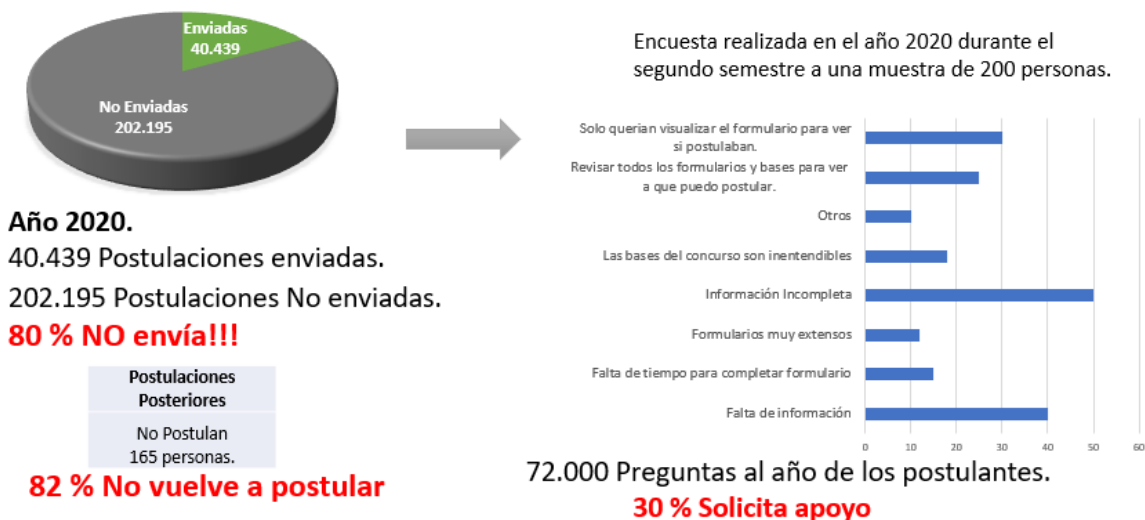 Enviadas
40.439
No Enviadas
202.195
Año 2020.
40.439 Postulaciones enviadas.
202.195 Postulaciones No enviadas.
80 % NO envía!!!
Postulaciones
Posteriores
No Postulan
165 personas.
82 % No vuelve a postular
Encuesta realizada en el año 2020 durante el
segundo semestre a una muestra de 200 personas.
Solo querian visualizar el formulario para ver
si postulaban.
Revisar todos los formularios y bases para ver
a que puedo postular.
Otros
Las bases del concurso son inentendibles
Información Incompleta
Formularios muy extensos
Falta de tiempo para completar formulario
Falta de información
0 10 20 30 40 50 60
72.000 Preguntas al año de los postulantes.
30 % Solicita apoyo